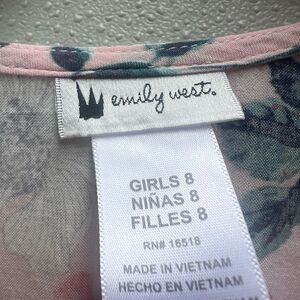 emily west.
GIRLS 8
NIÑAS 8
FILLES 8
RN# 16518
MADE IN VIETNAM
HECHO EN VIETNAM